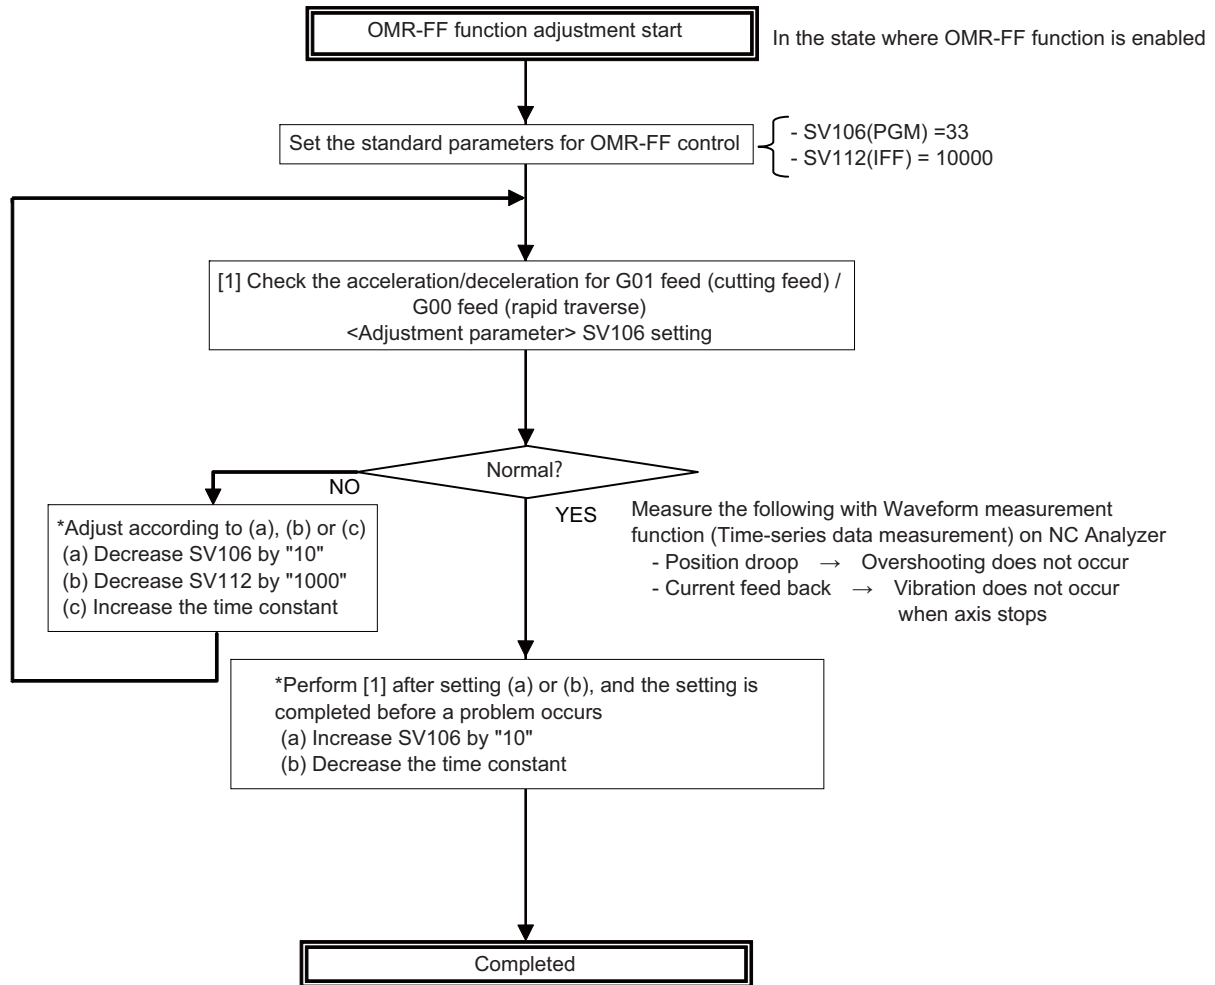 OMR-FF function adjustment start
In the state where OMR-FF function is enabled
Set the standard parameters for OMR-FF control
- SV106(PGM) =33
- SV112(IFF) = 10000
[1] Check the acceleration/deceleration for G01 feed (cutting feed) /
G00 feed (rapid traverse)
<Adjustment parameter> SV106 setting
Normal?
NO
YES
*Adjust according to (a), (b) or (c)
(a) Decrease SV106 by "10"
(b) Decrease SV112 by "1000"
(c) Increase the time constant
Measure the following with Waveform measurement
function (Time-series data measurement) on NC Analyzer
- Position droop → Overshooting does not occur
- Current feed back → Vibration does not occur
when axis stops
*Perform [1] after setting (a) or (b), and the setting is
completed before a problem occurs
(a) Increase SV106 by "10"
(b) Decrease the time constant
Completed